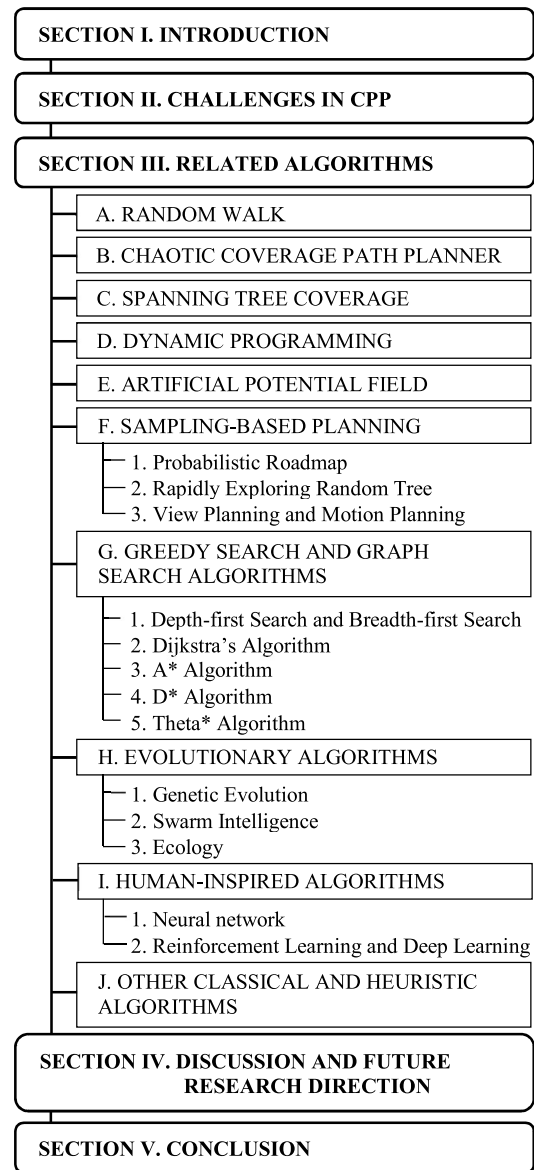 SECTION I. INTRODUCTION
SECTION II. CHALLENGES IN CPP
SECTION III. RELATED ALGORITHMS
A. RANDOM WALK
B. CHAOTIC COVERAGE PATH PLANNER
C. SPANNING TREE COVERAGE
D. DYNAMIC PROGRAMMING
E. ARTIFICIAL POTENTIAL FIELD
F. SAMPLING-BASED PLANNING
1. Probabilistic Roadmap
2. Rapidly Exploring Random Tree
3. View Planning and Motion Planning
G. GREEDY SEARCH AND GRAPH
SEARCH ALGORITHMS
1. Depth-first Search and Breadth-first Search
2. Dijkstra's Algorithm
3. A* Algorithm
4. D* Algorithm
5. Theta* Algorithm
H. EVOLUTIONARY ALGORITHMS
1. Genetic Evolution
2. Swarm Intelligence
3. Ecology
I. HUMAN-INSPIRED ALGORITHMS
1. Neural network
2. Reinforcement Learning and Deep Learning
J. OTHER CLASSICAL AND HEURISTIC
ALGORITHMS
SECTION IV. DISCUSSION AND FUTURE
RESEARCH DIRECTION
SECTION V. CONCLUSION